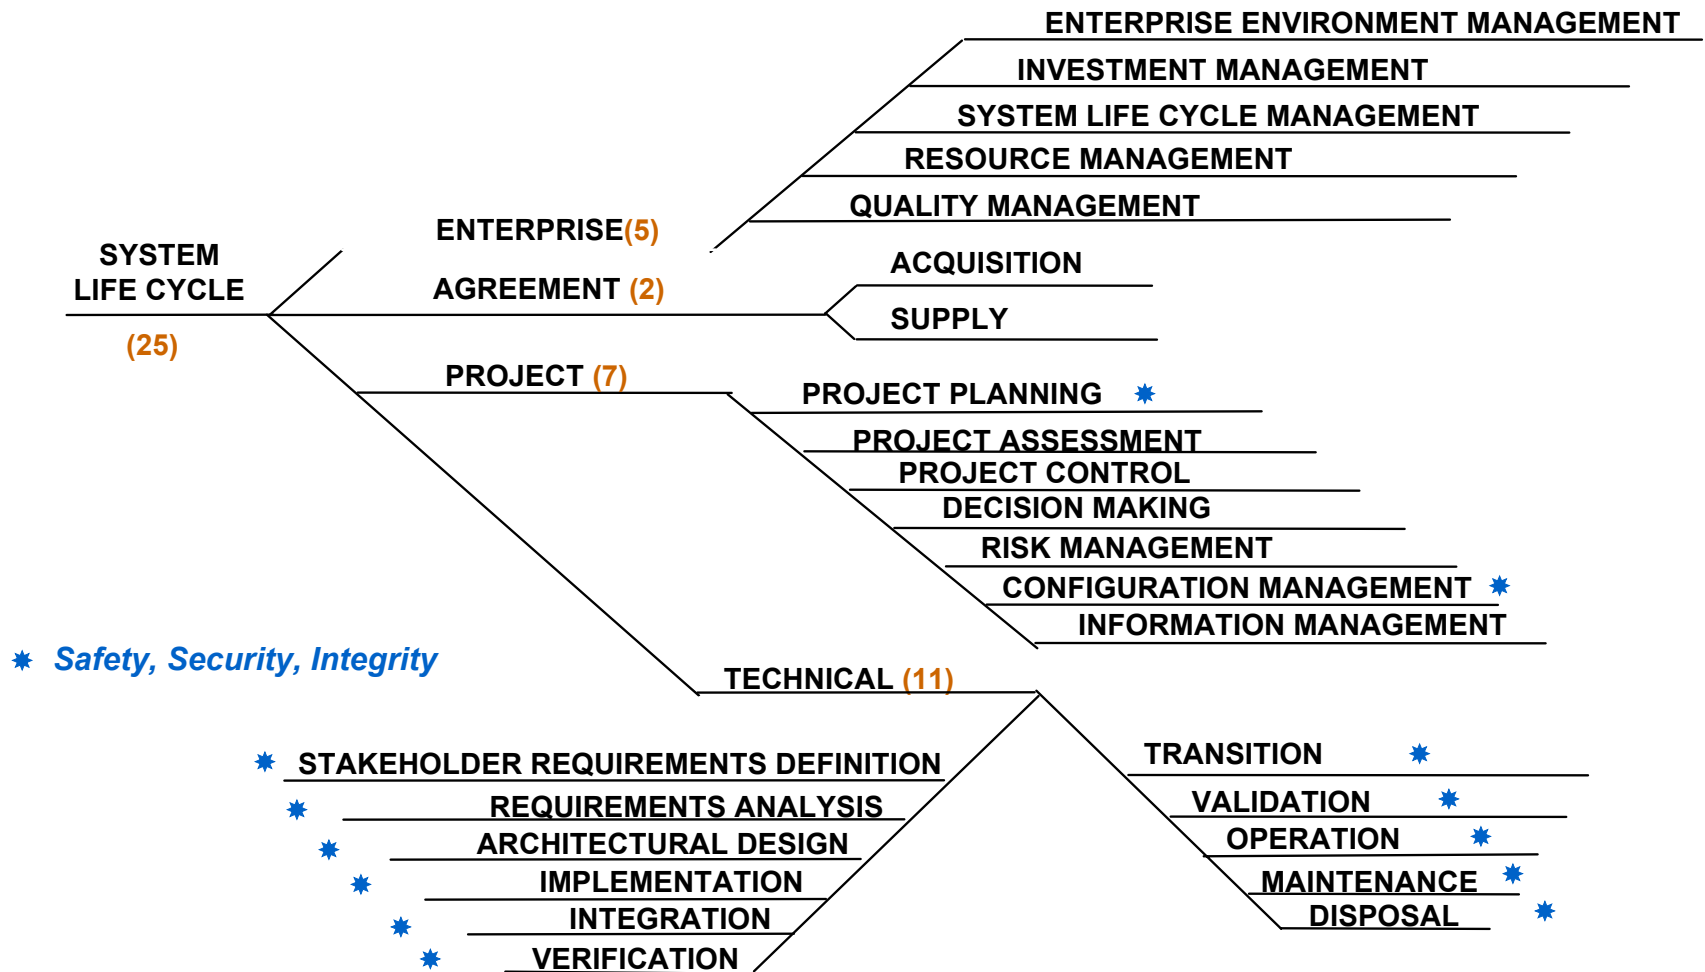 ENTERPRISE ENVIRONMENT MANAGEMENT
INVESTMENT MANAGEMENT
SYSTEM LIFE CYCLE MANAGEMENT
RESOURCE MANAGEMENT
QUALITY MANAGEMENT
ENTERPRISE(5)
SYSTEM
LIFE CYCLE
(25)
AGREEMENT (2)
ACQUISITION
SUPPLY
PROJECT (7)
PROJECT PLANNING
PROJECT ASSESSMENT
PROJECT CONTROL
DECISION MAKING
RISK MANAGEMENT
CONFIGURATION MANAGEMENT
INFORMATION MANAGEMENT
Safety, Security, Integrity
TECHNICAL (11)
STAKEHOLDER REQUIREMENTS DEFINITION
REQUIREMENTS ANALYSIS
ARCHITECTURAL DESIGN
IMPLEMENTATION
INTEGRATION
VERIFICATION
TRANSITION
VALIDATION
OPERATION
MAINTENANCE
DISPOSAL